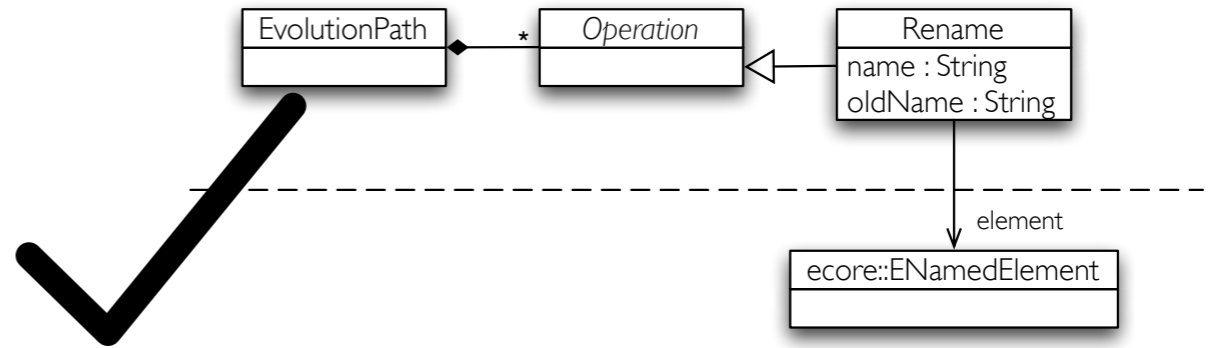 EvolutionPath
*
Operation
Rename
name : String
oldName : String
element
ecore::ENamedElement